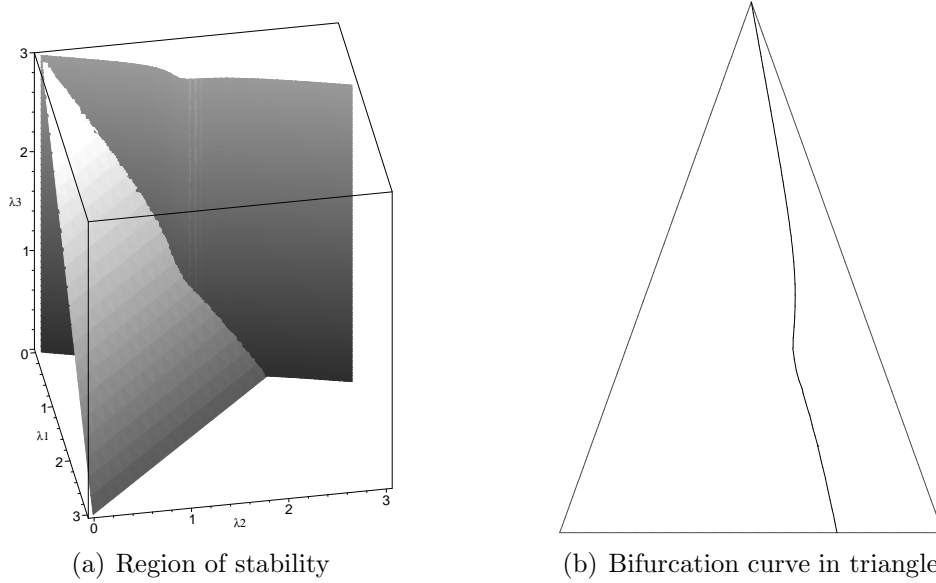 3
2
λ3
1
0
1
λ1
2
3
0
1
λ2
2
3
(a) Region of stability
(b) Bifurcation curve in triangle